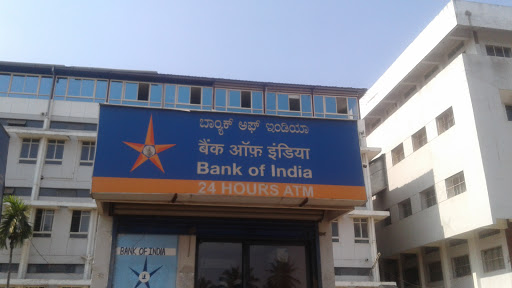 ಬ್ಯಾಂಕ್ ಆಫ್ ಇಂಡಿಯಾ
बैंक ऑफ़ इंडिया
Bank of India
24 HOURS ATM
BANK OF INDIA